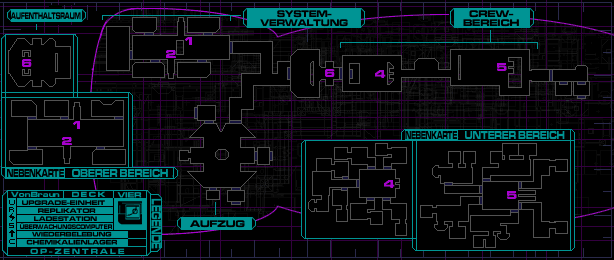 AUFENTHALTSRAUM
SYSTEM-
VERWALTUNG
CREW-
BEREICH
1
2
6
6
4
5
1
2
NEBENKARTE OBERER BEREICH
NEBENKARTE UNTERER BEREICH
4
5
AUFZUG
VonBraun DECK VIER
UPGRADE-EINHEIT
REPLIKATOR
LADESTATION
ÜBERWACHUNGSCOMPUTER
WIEDERBELEBUNG
CHEMIKALIENLAGER
OP-ZENTRALE
LEGENDE